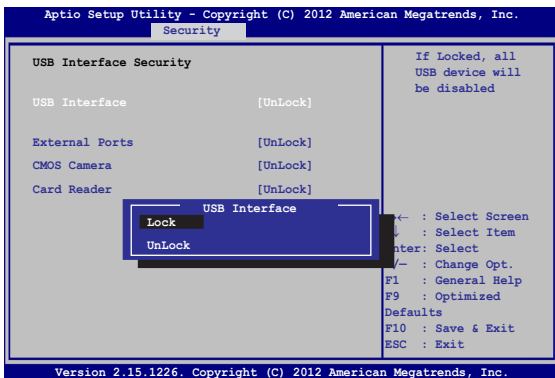 Aptio Setup Utility - Copyright (C) 2012 American Megatrends, Inc.
Security
USB Interface Security
USB Interface [UnLock]
External Ports [UnLock]
CMOS Camera [UnLock]
Card Reader [UnLock]
USB Interface
Lock
UnLock
If Locked, all
USB device will
be disabled
← : Select Screen
↓ : Select Item
nter: Select
/— : Change Opt.
F1 : General Help
F9 : Optimized
Defaults
F10 : Save & Exit
ESC : Exit
Version 2.15.1226. Copyright (C) 2012 American Megatrends, Inc.